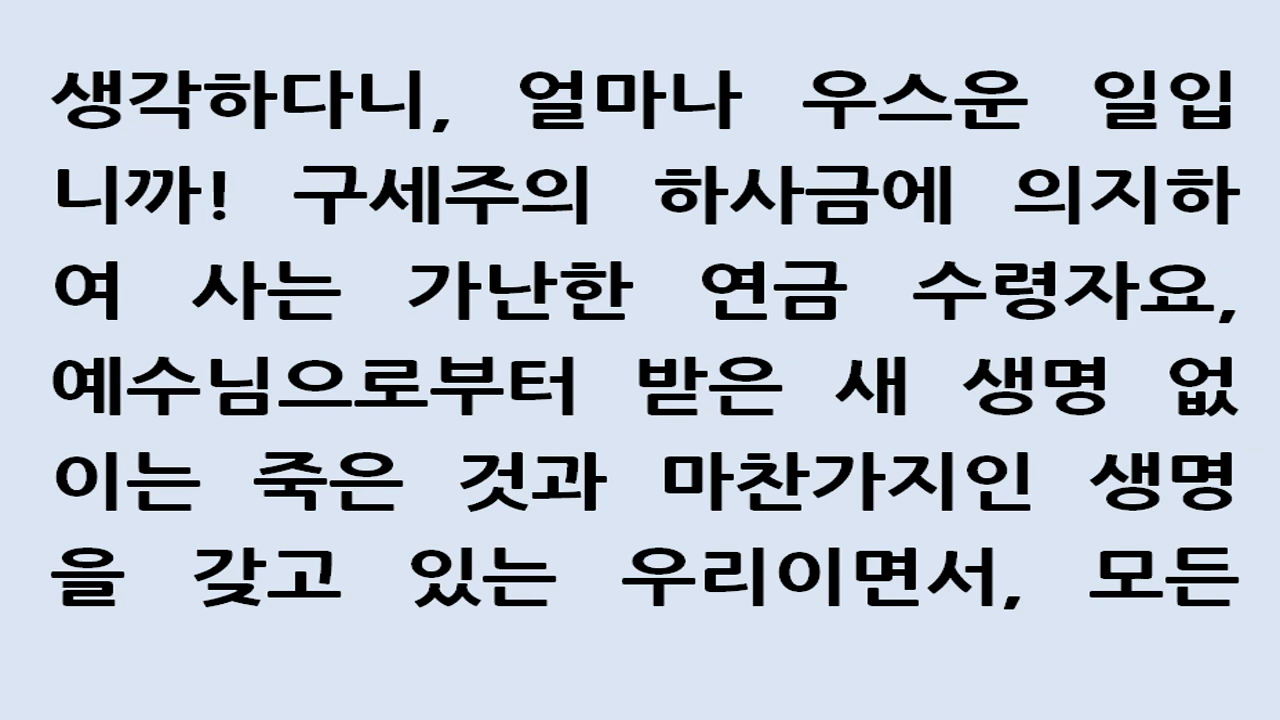 생각하다니, 얼마나 우스운 일입
니까! 구세주의 하사금에 의지하
여 사는 가난한 연금 수령자요,
예수님으로부터 받은 새 생명 없
이는 죽은 것과 마찬가지인 생명
을 갖고 있는 우리이면서, 모든